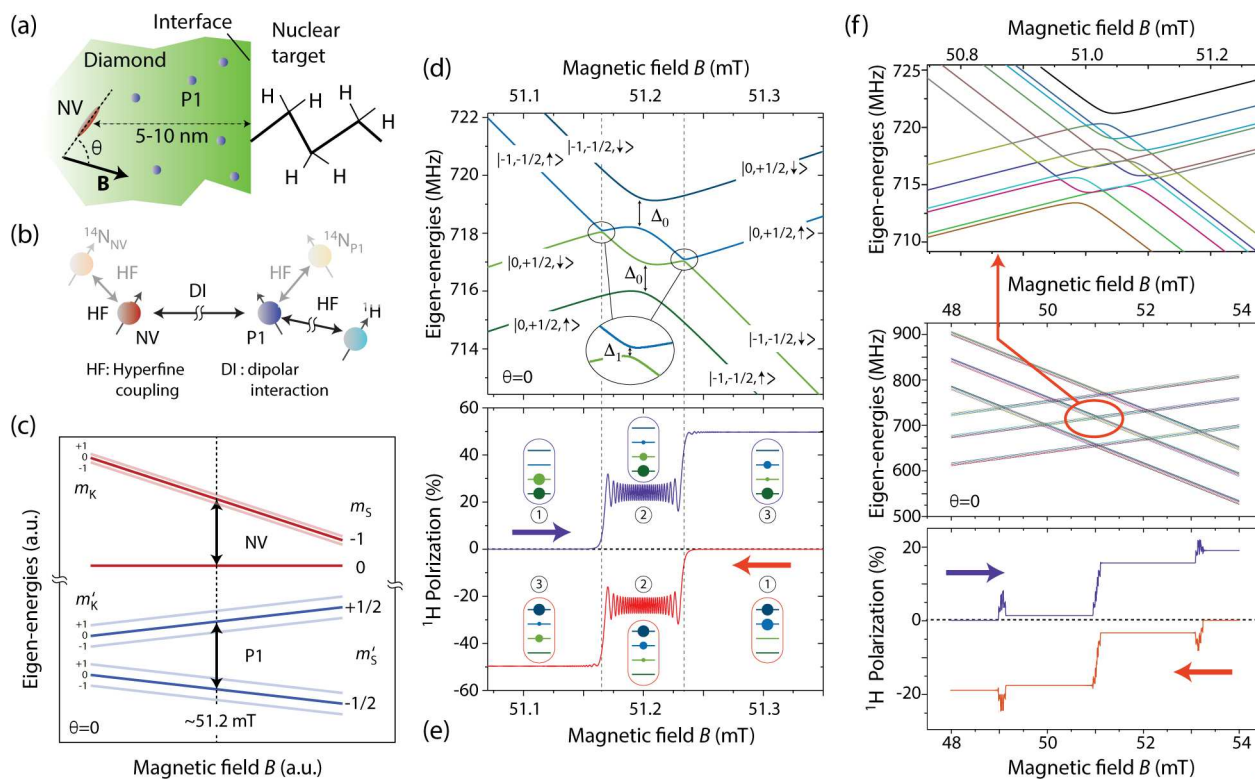 (a)
Interface
Nuclear
target
Diamond
P1
NV
5-10 nm
θ
B
H
H
H
H
H
H
(b)
¹⁴N_NV
¹⁴N_P1
HF
HF
DI
HF
HF
¹H
NV
P1
HF: Hyperfine
coupling
DI : dipolar
interaction
(c)
Eigen-energies (a.u.)
+1
0
-1
m_K
m_S
-1
NV
0
m'_K
+1
0
-1
+1/2
P1
m'_S
+1
0
-1
-1/2
~51.2 mT
θ=0
Magnetic field B (a.u.)
(d)
Magnetic field B (mT)
51.1 51.2 51.3
Eigen-energies (MHz)
722
720
718
716
714
|-1,-1/2,↓>
|-1,-1/2,↑>
|0,+1/2,↓>
Δ₀
|0,+1/2,↑>
|0,+1/2,↓>
Δ₀
|0,+1/2,↑>
|-1,-1/2,↓>
Δ₁
|-1,-1/2,↑>
θ=0
¹H Polrization (%)
60
40
20
0
-20
-40
-60
① ② ③
③ ② ①
51.1 51.2 51.3
(e)
Magnetic field B (mT)
(f)
Magnetic field B (mT)
50.8 51.0 51.2
Eigen-energies (MHz)
725
720
715
710
Magnetic field B (mT)
48 50 52 54
Eigen-energies (MHz)
900
800
700
600
500
θ=0
¹H Polarization (%)
20
0
-20
48 50 52 54
Magnetic field B (mT)